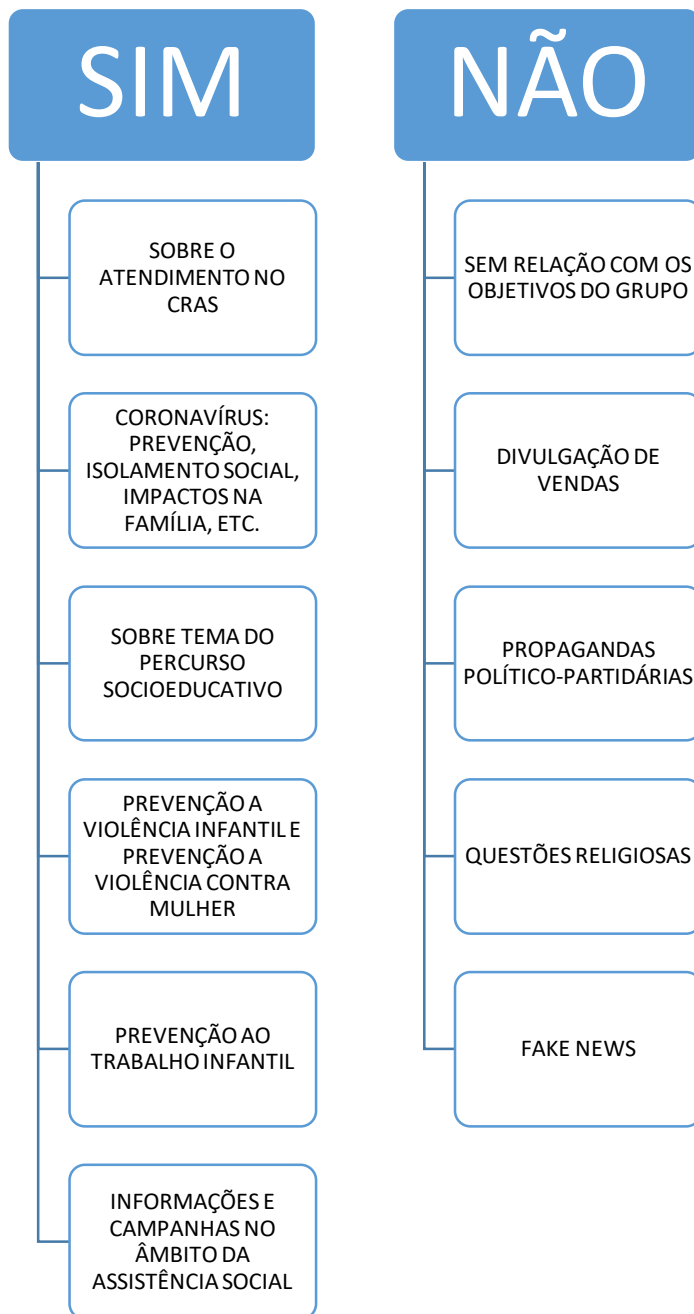 SIM
SOBRE O
ATENDIMENTO NO
CRAS
CORONAVÍRUS:
PREVENÇÃO,
ISOLAMENTO SOCIAL,
IMPACTOS NA
FAMÍLIA, ETC.
SOBRE TEMA DO
PERCURSO
SOCIOEDUCATIVO
PREVENÇÃO A
VIOLÊNCIA INFANTIL E
PREVENÇÃO A
VIOLÊNCIA CONTRA
MULHER
PREVENÇÃO AO
TRABALHO INFANTIL
INFORMAÇÕES E
CAMPANHAS NO
ÂMBITO DA
ASSISTÊNCIA SOCIAL
NÃO
SEM RELAÇÃO COM OS
OBJETIVOS DO GRUPO
DIVULGAÇÃO DE
VENDAS
PROPAGANDAS
POLÍTICO-PARTIDÁRIAS
QUESTÕES RELIGIOSAS
FAKE NEWS